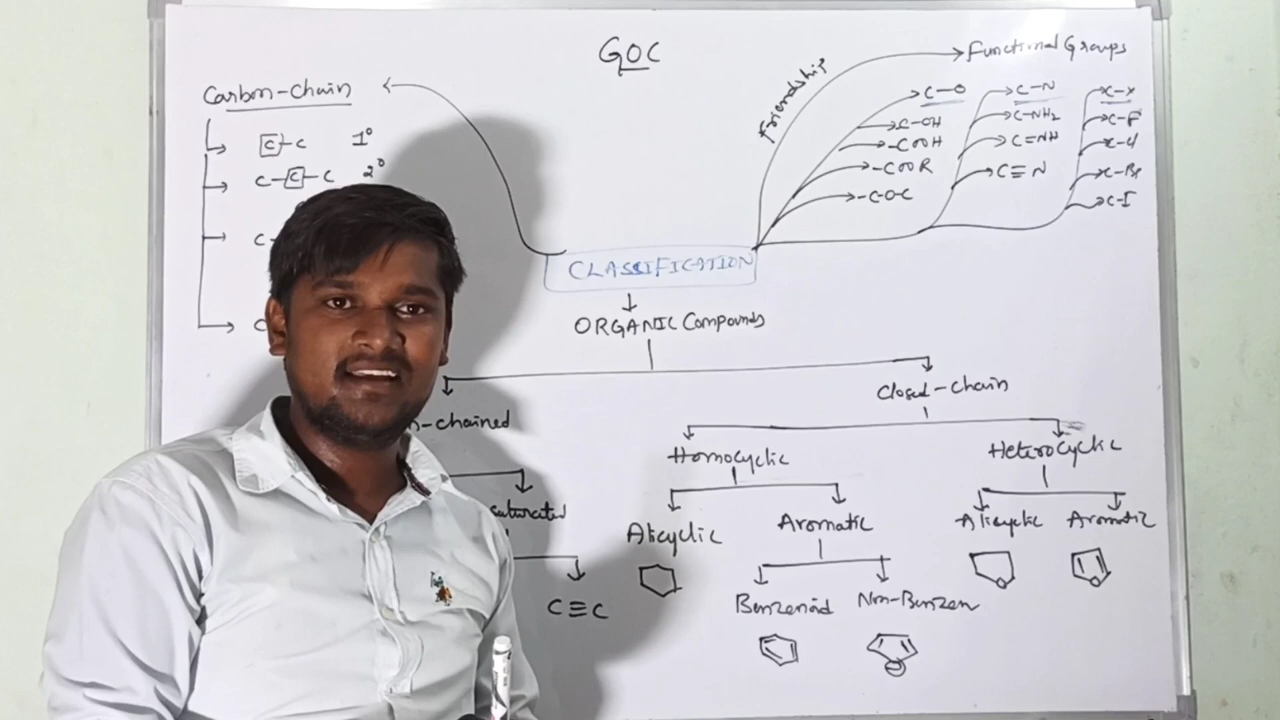 GOC
Carbon-chain
C-C 1°
C-C-C 2°
C-
C
Friendship
Functional Groups
C-O
C-OH
-COOH
-COOR
-C-O-C
C-N
C-NH₂
C=NH
C≡N
C-X
C-F
C-Br
C-I
CLASSIFICATION
ORGANIC Compounds
n-chained
Closed-chain
saturated
C≡C
Homocyclic
Heterocyclic
Alicyclic
Aromatic
Alicyclic
Aromatic
Benzenoid
Non-Benzen